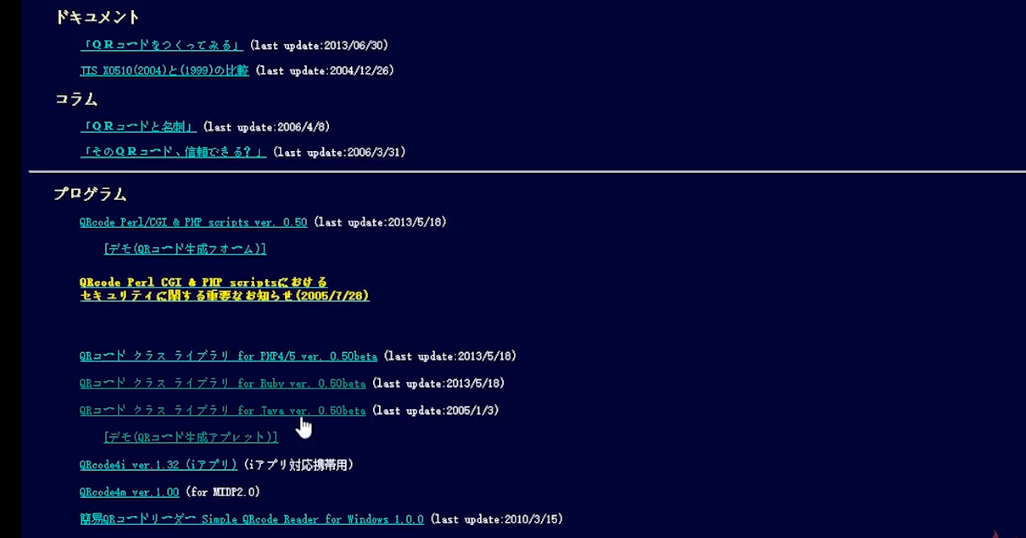 ドキュメント
「QRコードをつくってみる」 (last update:2013/06/30)
JIS X0510(2004)と(1999)の比較 (last update:2004/12/26)
コラム
「QRコードと名刺」 (last update:2006/4/8)
「そのQRコード、信頼できる?」 (last update:2006/3/31)
プログラム
QRcode Perl/CGI & PHP scripts ver. 0.50 (last update:2013/5/18)
[デモ(QRコード生成フォーム)]
QRcode Perl CGI & PHP scriptsにおける
セキュリティに関する重要なお知らせ(2005/7/28)
QRコード クラス ライブラリ for PHP4/5 ver. 0.50beta (last update:2013/5/18)
QRコード クラス ライブラリ for Ruby ver. 0.50beta (last update:2013/5/18)
QRコード クラス ライブラリ for Java ver. 0.50beta (last update:2005/1/3)
[デモ(QRコード生成アプレット)]
QRcode4i ver.1.32 (iアプリ) (iアプリ対応携帯用)
QRcode4m ver.1.00 (for MIDP2.0)
簡易QRコードリーダー Simple QRcode Reader for Windows 1.0.0 (last update:2010/3/15)